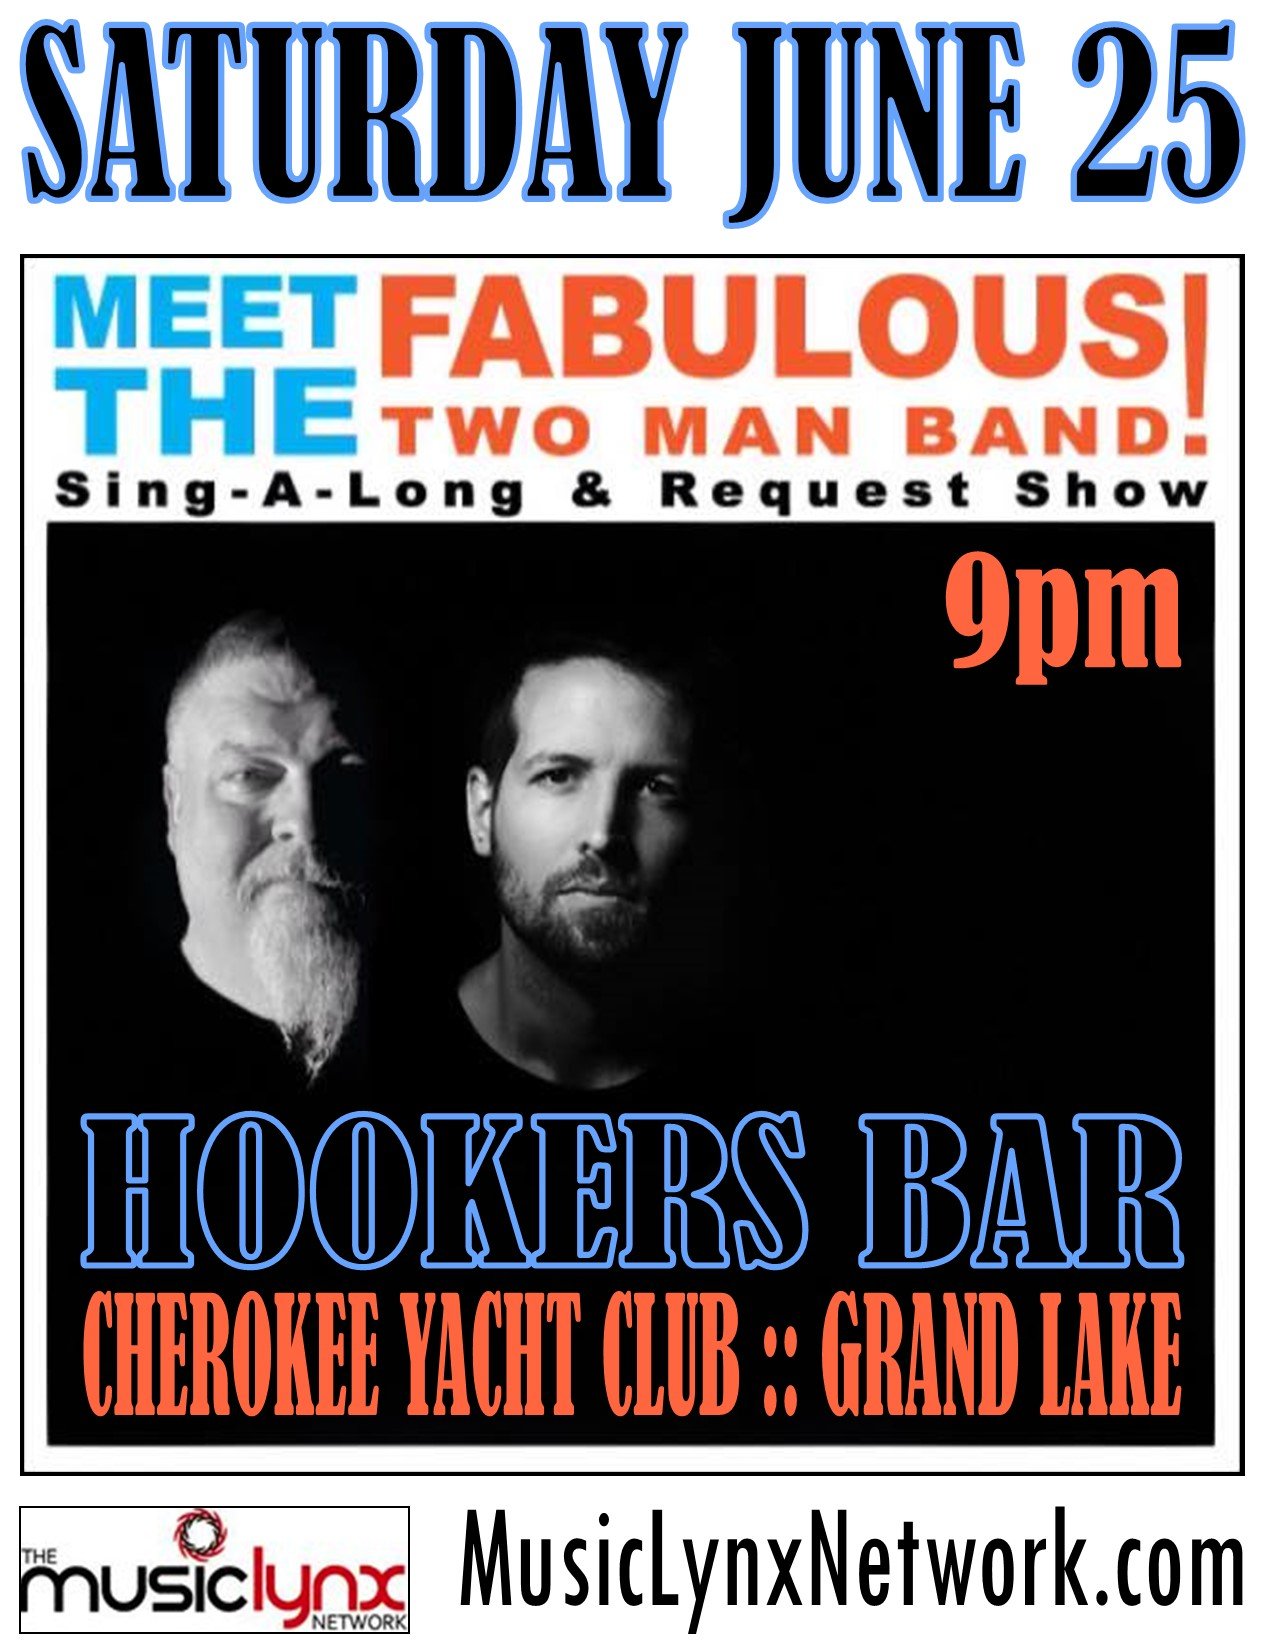 SATURDAY JUNE 25
MEET THE
FABULOUS!
TWO MAN BAND!
Sing-A-Long & Request Show
9pm
HOOKERS BAR
CHEROKEE YACHT CLUB :: GRAND LAKE
THE
musiclynx
NETWORK
MusicLynxNetwork.com